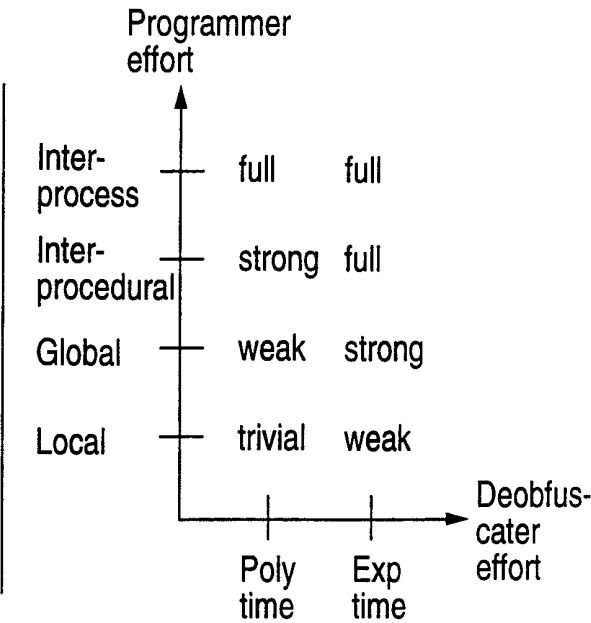 Programmer
effort
Inter-
process
full full
Inter-
procedural
strong full
Global weak strong
Local trivial weak
Deobfus-
cater
effort
Poly
time
Exp
time